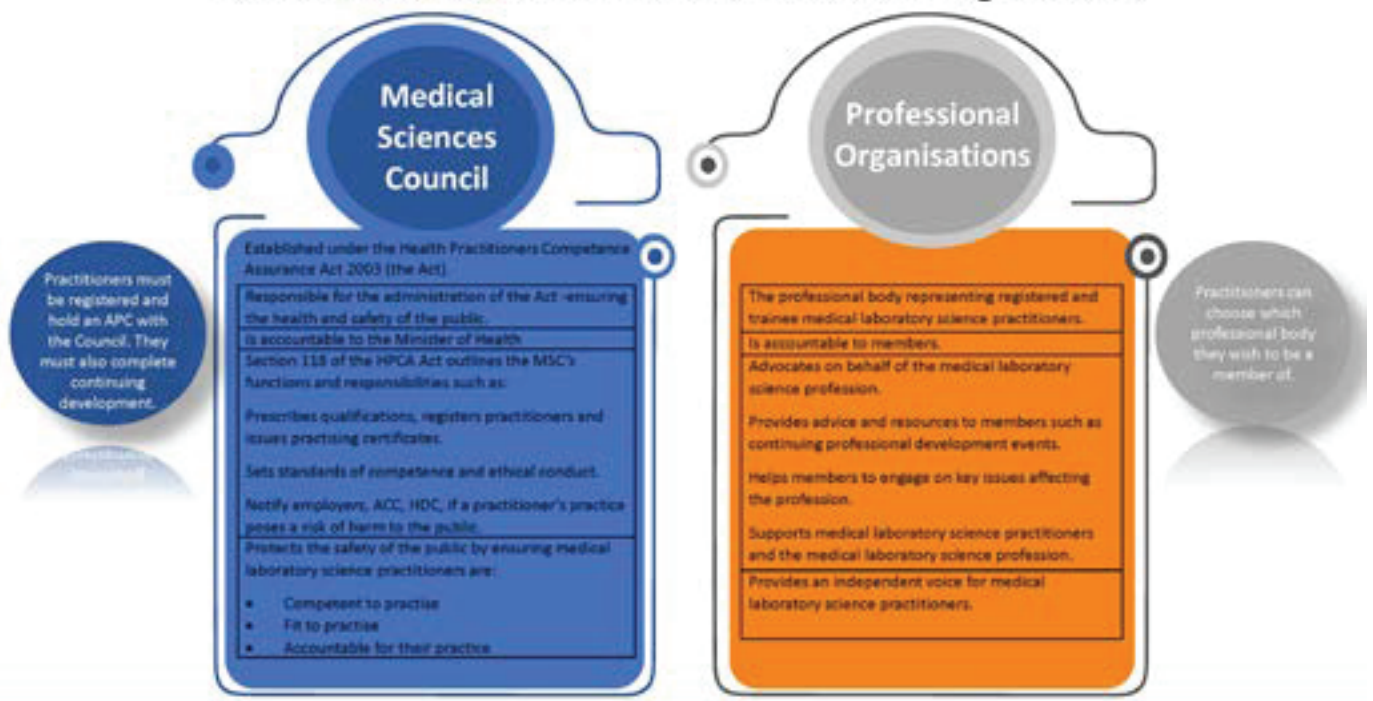 Medical
Sciences
Council
Professional
Organisations
Practitioners must
be registered and
hold an APC with
the Council. They
must also complete
continuing
development.
Established under the Health Practitioners Competence
Assurance Act 2003 (the Act).
Responsible for the administration of the Act -ensuring
the health and safety of the public.
Is accountable to the Minister of Health
Section 118 of the HPCA Act outlines the MSC's
functions and responsibilities such as:
Prescribes qualifications, registers practitioners and
issues practising certificates.
Sets standards of competence and ethical conduct.
Notify employers, ACC, HDC, if a practitioner's practice
poses a risk of harm to the public.
Protects the safety of the public by ensuring medical
laboratory science practitioners are:
• Competent to practise
• Fit to practise
• Accountable for their practice
The professional body representing registered and
trainee medical laboratory science practitioners.
Is accountable to members.
Advocates on behalf of the medical laboratory
science profession.
Provides advice and resources to members such as
continuing professional development events.
Helps members to engage on key issues affecting
the profession.
Supports medical laboratory science practitioners
and the medical laboratory science profession.
Provides an independent voice for medical
laboratory science practitioners.
Practitioners can
choose which
professional body
they wish to be a
member of.